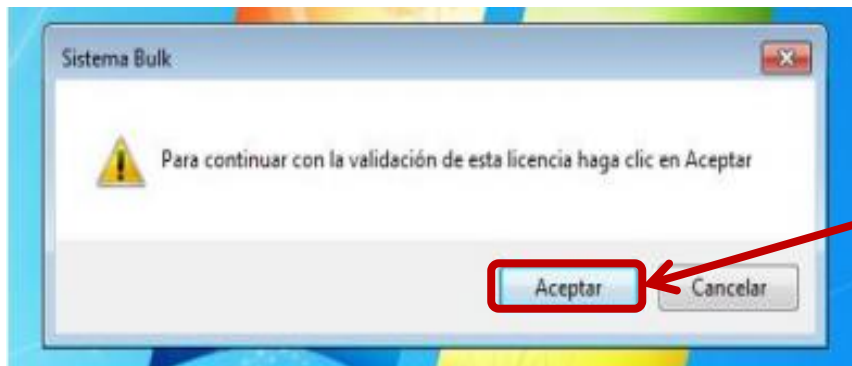 Sistema Bulk
Para continuar con la validación de esta licencia haga clic en Aceptar
Aceptar
Cancelar